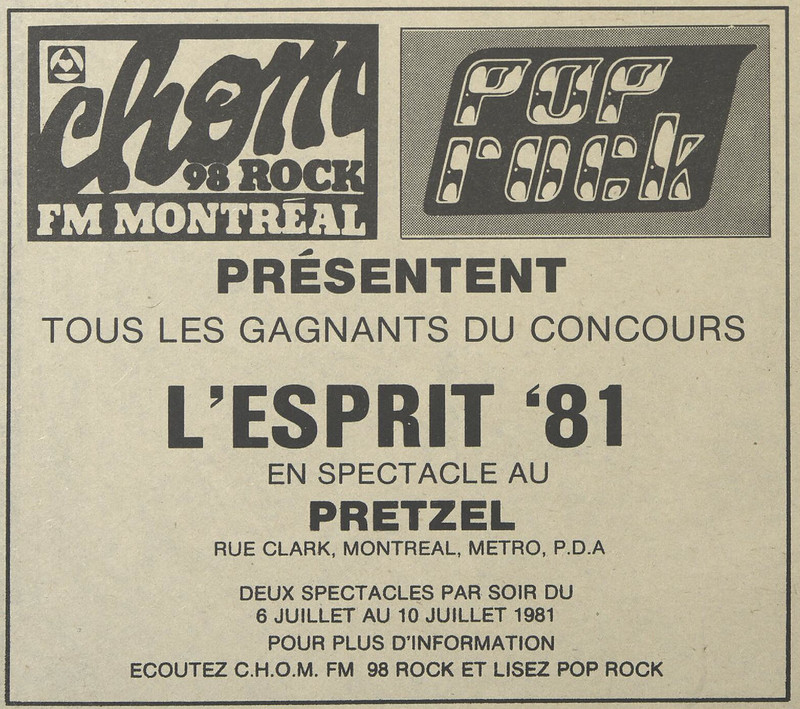 chom
98 ROCK
FM MONTRÉAL
POP
rock
PRÉSENTENT
TOUS LES GAGNANTS DU CONCOURS
L'ESPRIT '81
EN SPECTACLE AU
PRETZEL
RUE CLARK, MONTREAL, METRO, P.D.A
DEUX SPECTACLES PAR SOIR DU
6 JUILLET AU 10 JUILLET 1981
POUR PLUS D'INFORMATION
ECOUTEZ C.H.O.M. FM 98 ROCK ET LISEZ POP ROCK